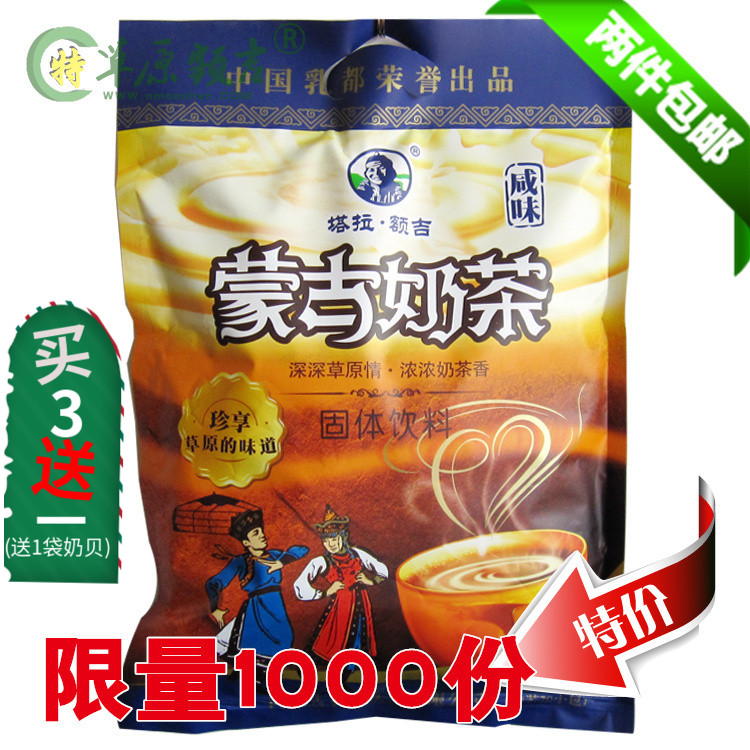 特 草原额吉®
中国乳都荣誉出品
两件包邮
®
塔拉·额吉
咸味
蒙古奶茶
深深草原情·浓浓奶茶香
固体饮料
珍享
草原的味道
买
3
送
一
(送1袋奶贝)
特价
限量1000份